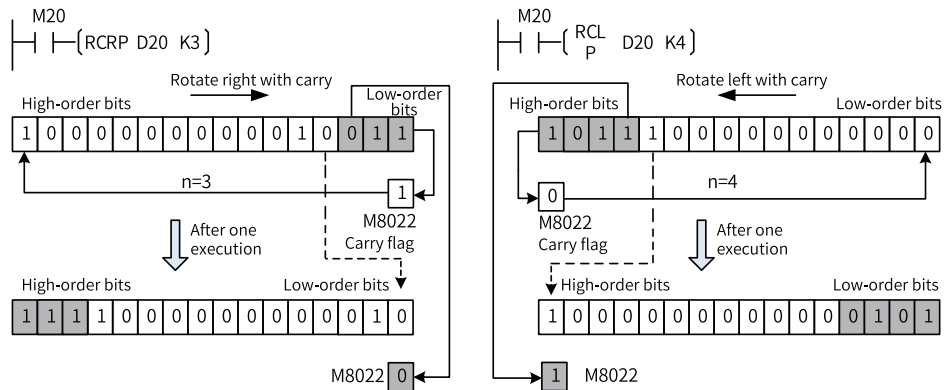 M20
RCRP D20 K3
Rotate right with carry
High-order bits
Low-order
bits
1 0 0 0 0 0 0 0 0 0 0 1 0 0 1 1
n=3
1
M8022
Carry flag
After one
execution
High-order bits
Low-order bits
1 1 1 1 0 0 0 0 0 0 0 0 0 0 1 0
M8022 0
M20
RCL
P
D20 K4
Rotate left with carry
High-order bits
Low-order bits
1 0 1 1 1 0 0 0 0 0 0 0 0 0 0 0
n=4
0
M8022
Carry flag
After one
execution
High-order bits
Low-order bits
1 0 0 0 0 0 0 0 0 0 0 0 0 1 0 1
1 M8022